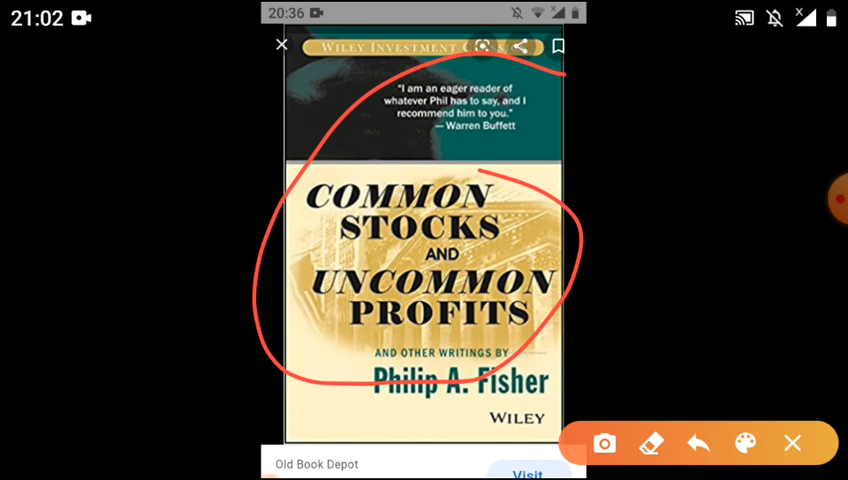 21:02
20:36
WILEY INVESTMENT CLASSICS
"I am an eager reader of
whatever Phil has to say, and I
recommend him to you."
— Warren Buffett
COMMON
STOCKS
AND
UNCOMMON
PROFITS
AND OTHER WRITINGS BY
Philip A. Fisher
WILEY
Old Book Depot
Visit